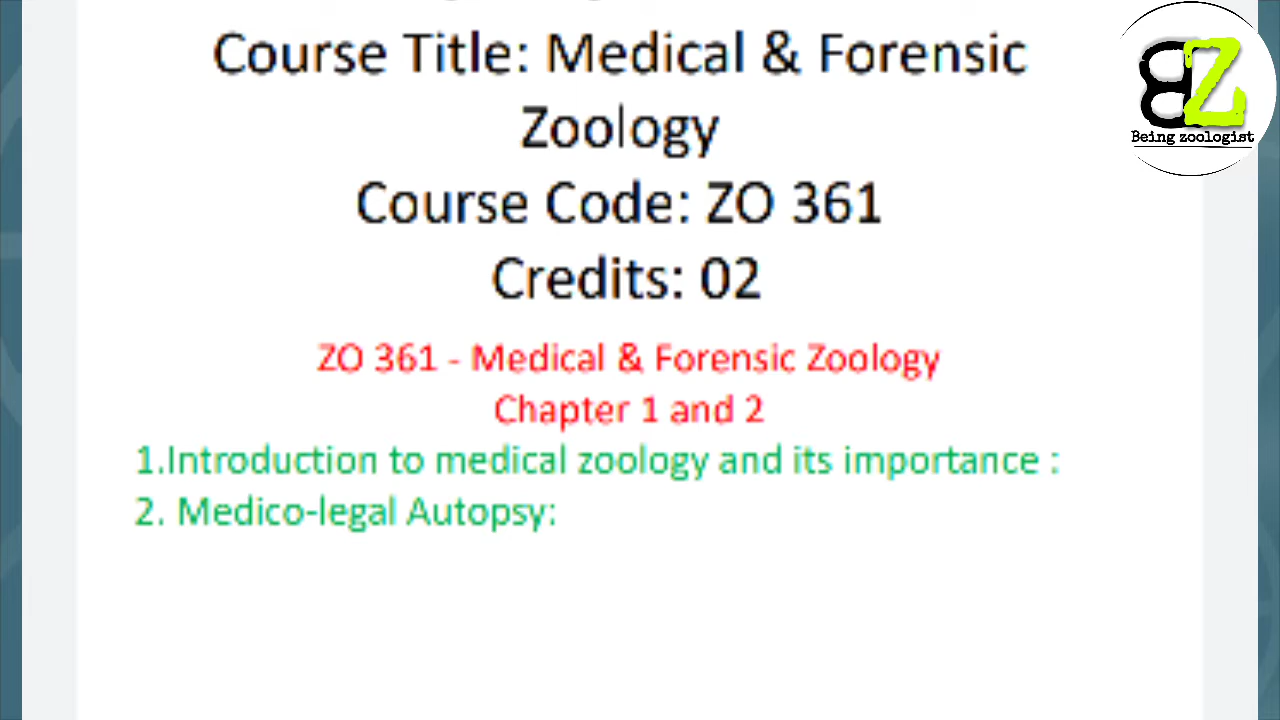 Course Title: Medical & Forensic
Zoology
Course Code: ZO 361
Credits: 02
ZO 361 - Medical & Forensic Zoology
Chapter 1 and 2
1.Introduction to medical zoology and its importance :
2. Medico-legal Autopsy:
BZ
Being zoologist